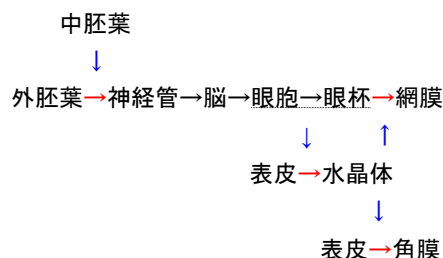 中胚葉
↓
外胚葉→神経管→脳→眼胞→眼杯→網膜
↓ ↑
表皮→水晶体
↓
表皮→角膜